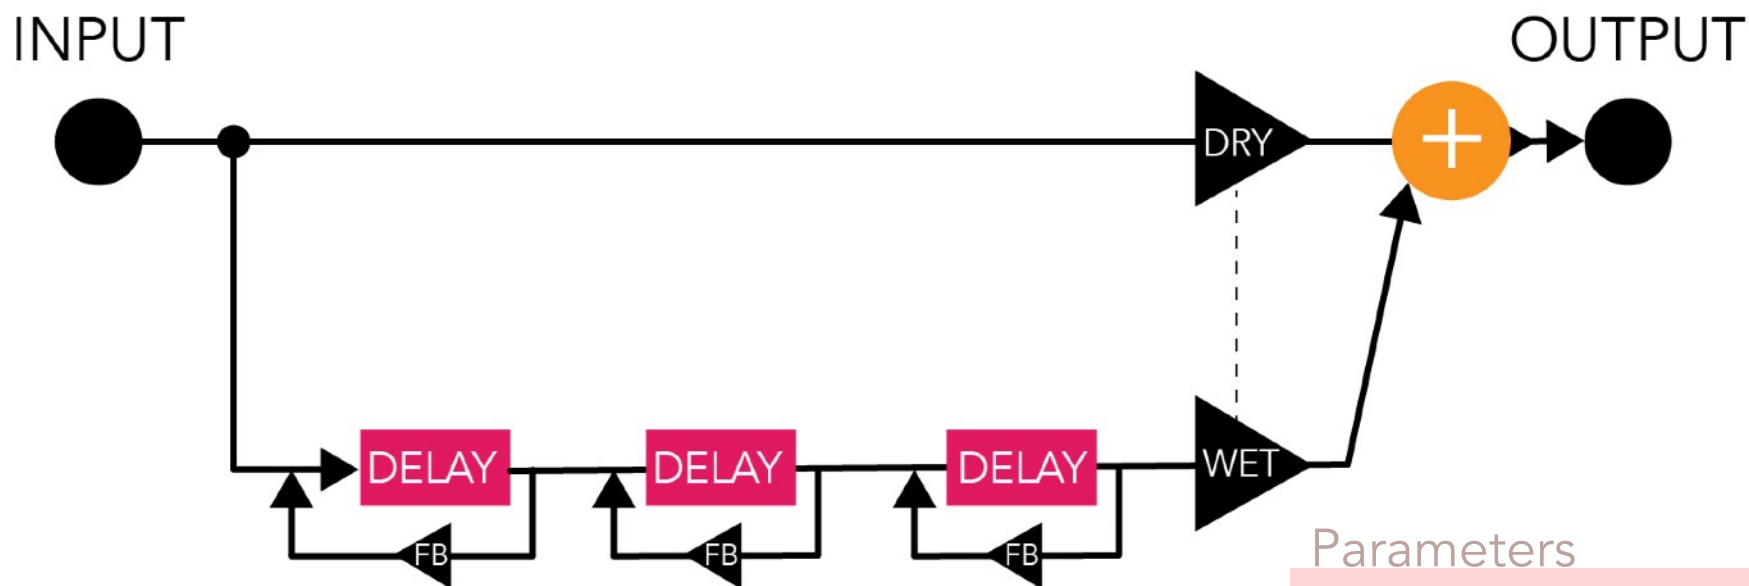 INPUT
OUTPUT
DRY
+
DELAY
DELAY
DELAY
WET
FB
FB
FB
Parameters